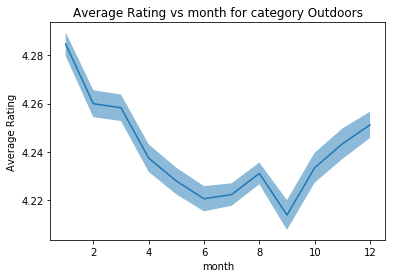 Average Rating vs month for category Outdoors
Average Rating
4.28
4.26
4.24
4.22
2 4 6 8 10 12
month